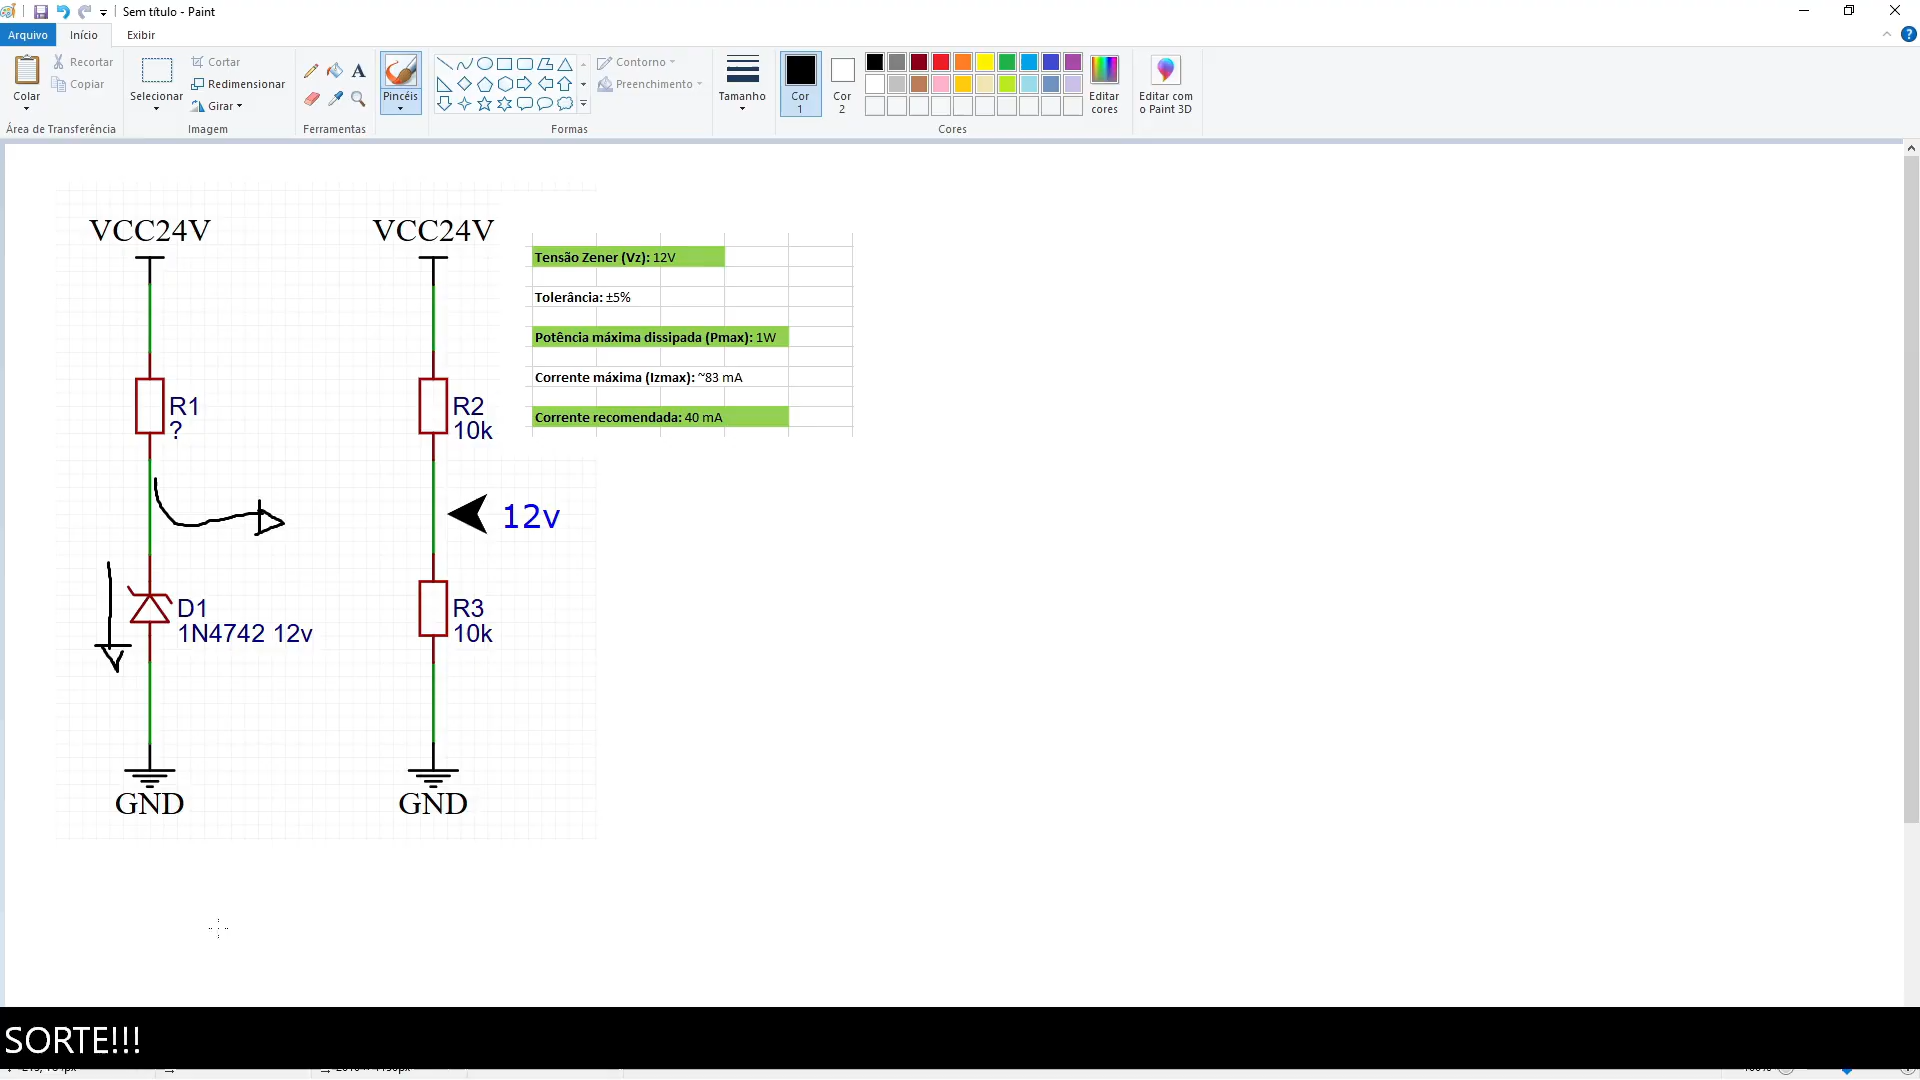 Sem título - Paint
Arquivo
Início
Exibir
Colar
Recortar
Copiar
Área de Transferência
Selecionar
Cortar
Redimensionar
Girar
Imagem
A
Ferramentas
Pincéis
Contorno
Preenchimento
Formas
Tamanho
Cor
1
Cor
2
Cores
Editar
cores
Editar com
o Paint 3D
VCC24V
VCC24V
Tensão Zener (Vz): 12V
Tolerância: ±5%
Potência máxima dissipada (Pmax): 1W
Corrente máxima (Izmax): ~83 mA
Corrente recomendada: 40 mA
R1
?
R2
10k
12v
D1
1N4742 12v
R3
10k
GND
GND
SORTE!!!